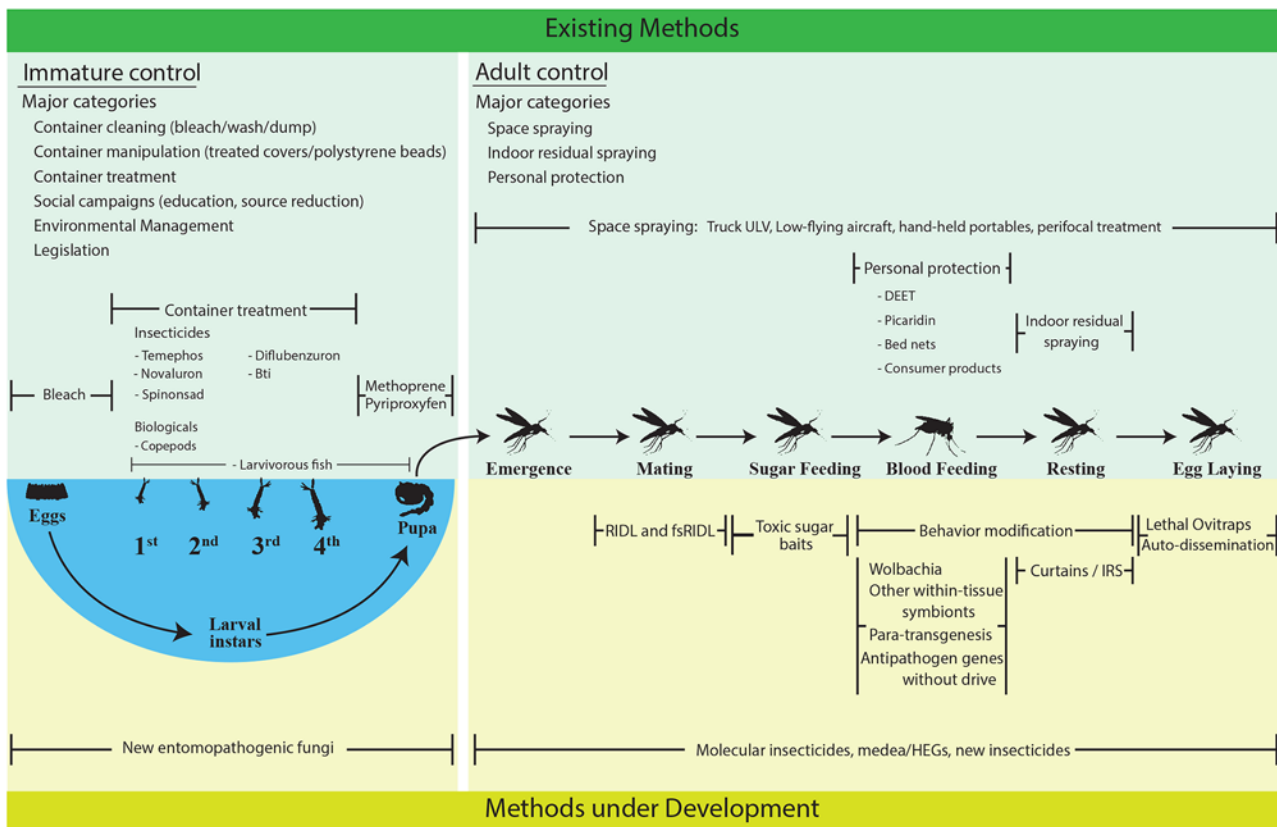 Existing Methods
Immature control
Major categories
Container cleaning (bleach/wash/dump)
Container manipulation (treated covers/polystyrene beads)
Container treatment
Social campaigns (education, source reduction)
Environmental Management
Legislation
Container treatment
Insecticides
- Temephos
- Novaluron
- Spinonsad
- Diflubenzuron
- Bti
Biologicals
- Copepods
- Larvivorous fish
Bleach
Methoprene
Pyriproxyfen
Eggs
1st
2nd
3rd
4th
Pupa
Larval
instars
New entomopathogenic fungi
Adult control
Major categories
Space spraying
Indoor residual spraying
Personal protection
Space spraying: Truck ULV, Low-flying aircraft, hand-held portables, perifocal treatment
Personal protection
- DEET
- Picaridin
- Bed nets
- Consumer products
Indoor residual
spraying
Emergence
Mating
Sugar Feeding
Blood Feeding
Resting
Egg Laying
RIDL and fsRIDL
Toxic sugar
baits
Behavior modification
Lethal Ovitraps
Auto-dissemination
Wolbachia
Other within-tissue
symbionts
Para-transgenesis
Antipathogen genes
without drive
Curtains / IRS
Molecular insecticides, medea/HEGs, new insecticides
Methods under Development